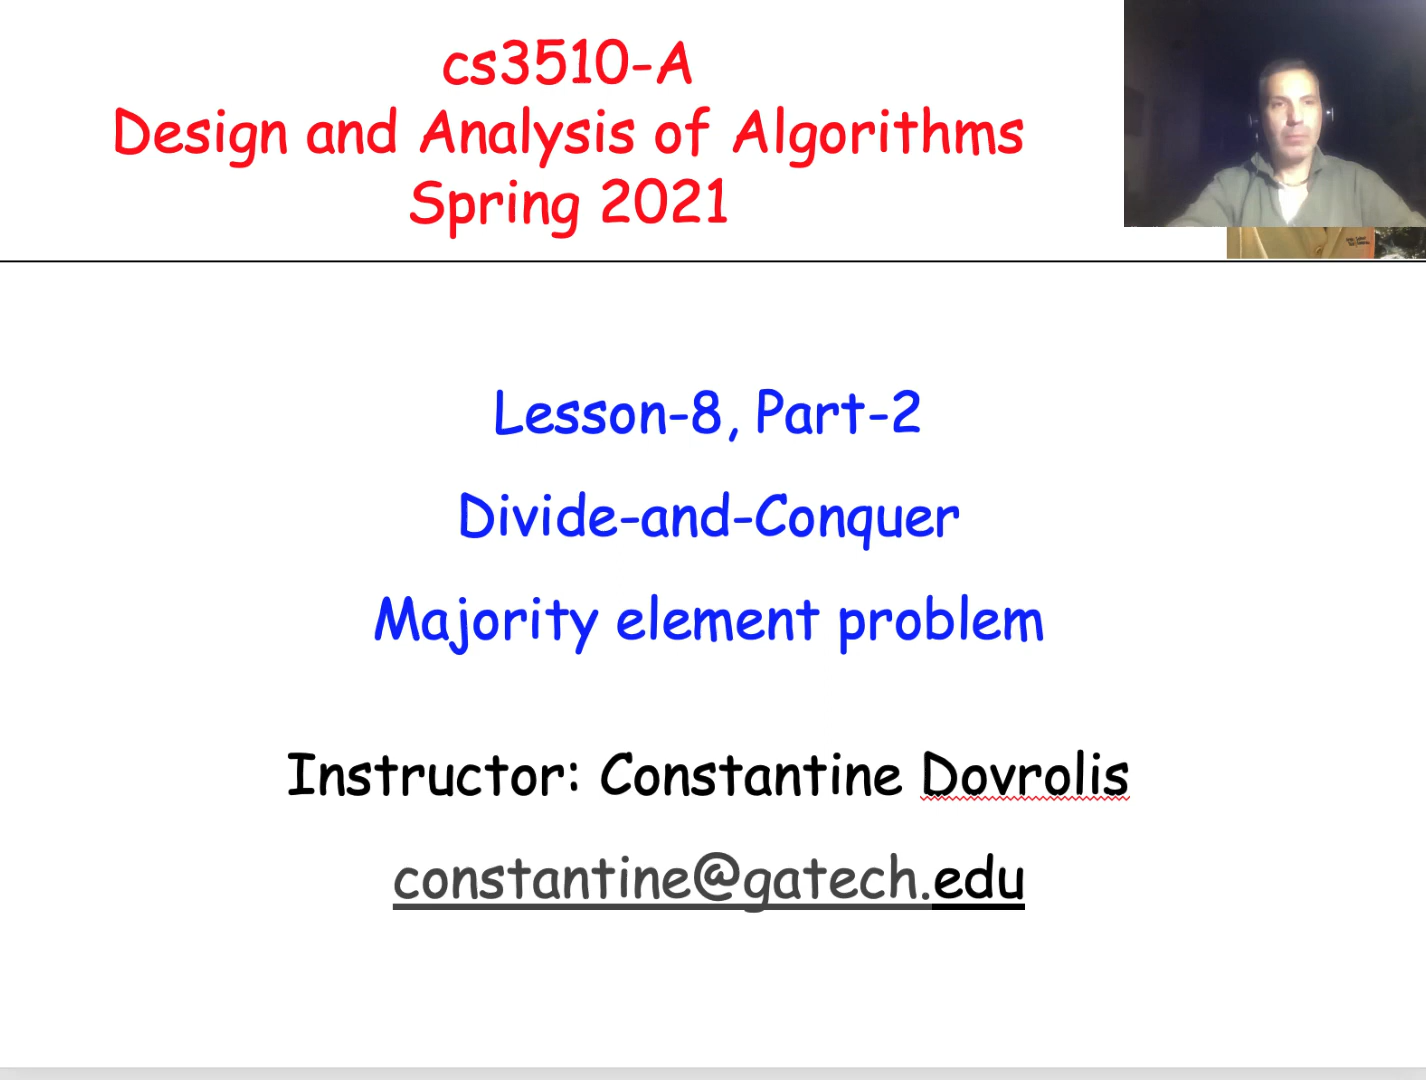 cs3510-A
Design and Analysis of Algorithms
Spring 2021
Lesson-8, Part-2
Divide-and-Conquer
Majority element problem
Instructor: Constantine Dovrolis
constantine@gatech.edu